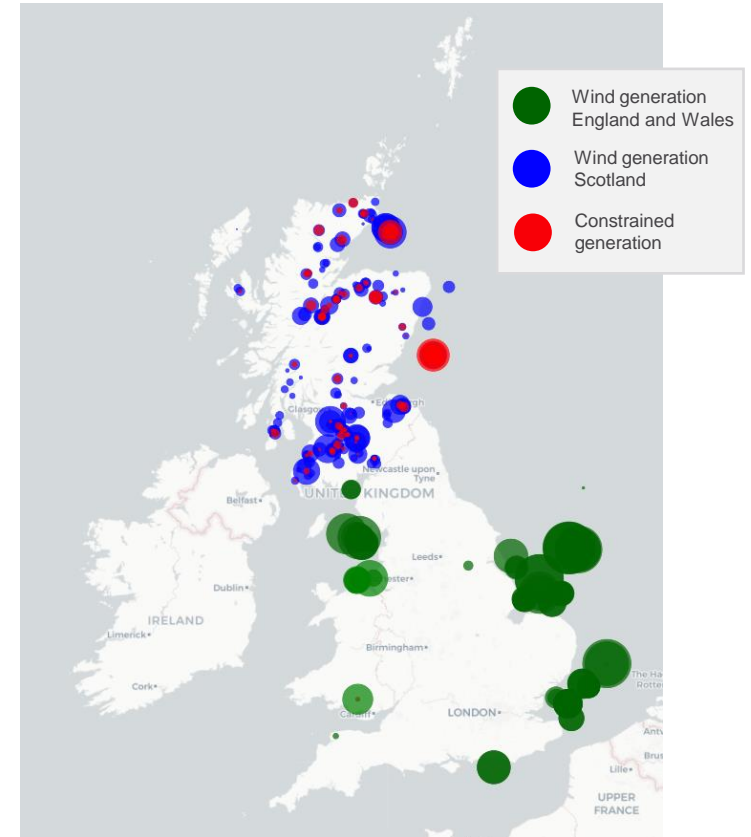 Wind generation
England and Wales
Wind generation
Scotland
Constrained
generation
Edinburgh
Glasgow
Newcastle upon
Tyne
UNITED KINGDOM
Belfast
Leeds
Dublin
IRELAND
Limerick
Birmingham
The Ha
Rotte
Cork
Cardiff
LONDON
Antw
Brus
Lille
UPPER
FRANCE